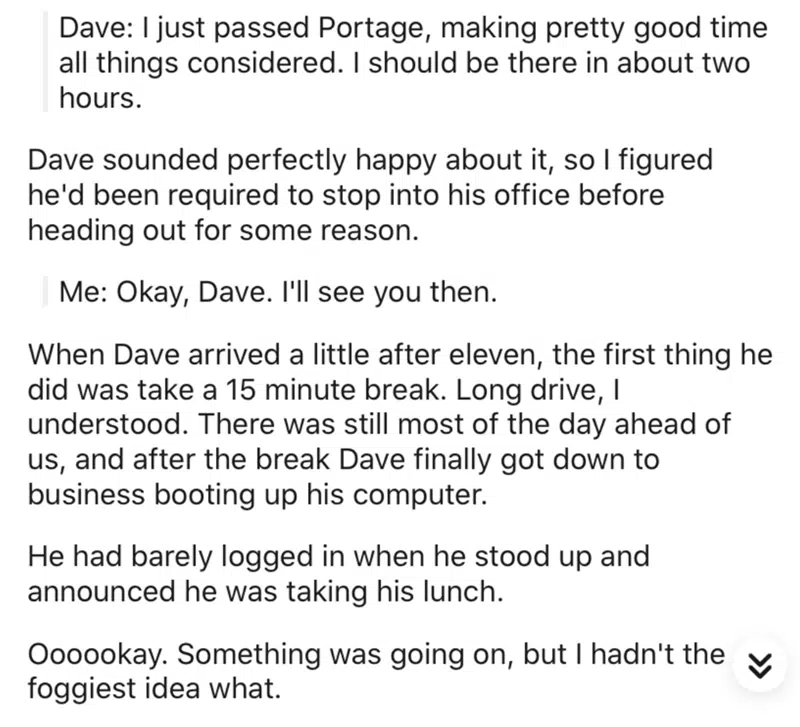 Dave: I just passed Portage, making pretty good time
all things considered. I should be there in about two
hours.
Dave sounded perfectly happy about it, so I figured
he'd been required to stop into his office before
heading out for some reason.
Me: Okay, Dave. I'll see you then.
When Dave arrived a little after eleven, the first thing he
did was take a 15 minute break. Long drive, I
understood. There was still most of the day ahead of
us, and after the break Dave finally got down to
business booting up his computer.
He had barely logged in when he stood up and
announced he was taking his lunch.
Oooookay. Something was going on, but I hadn't the
foggiest idea what.